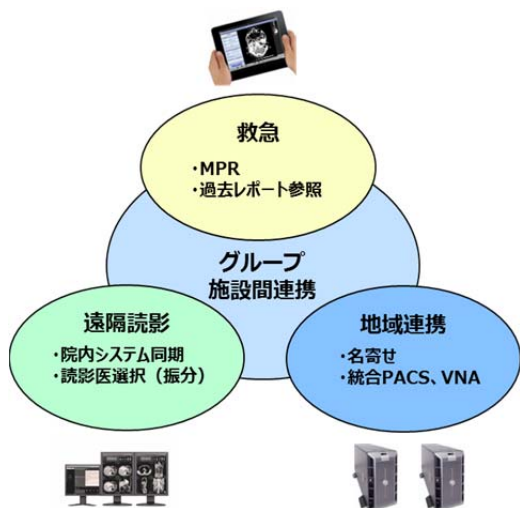 救急
・MPR
・過去レポート参照
グループ
施設間連携
遠隔読影
・院内システム同期
・読影医選択（振分）
地域連携
・名寄せ
・統合PACS、VNA